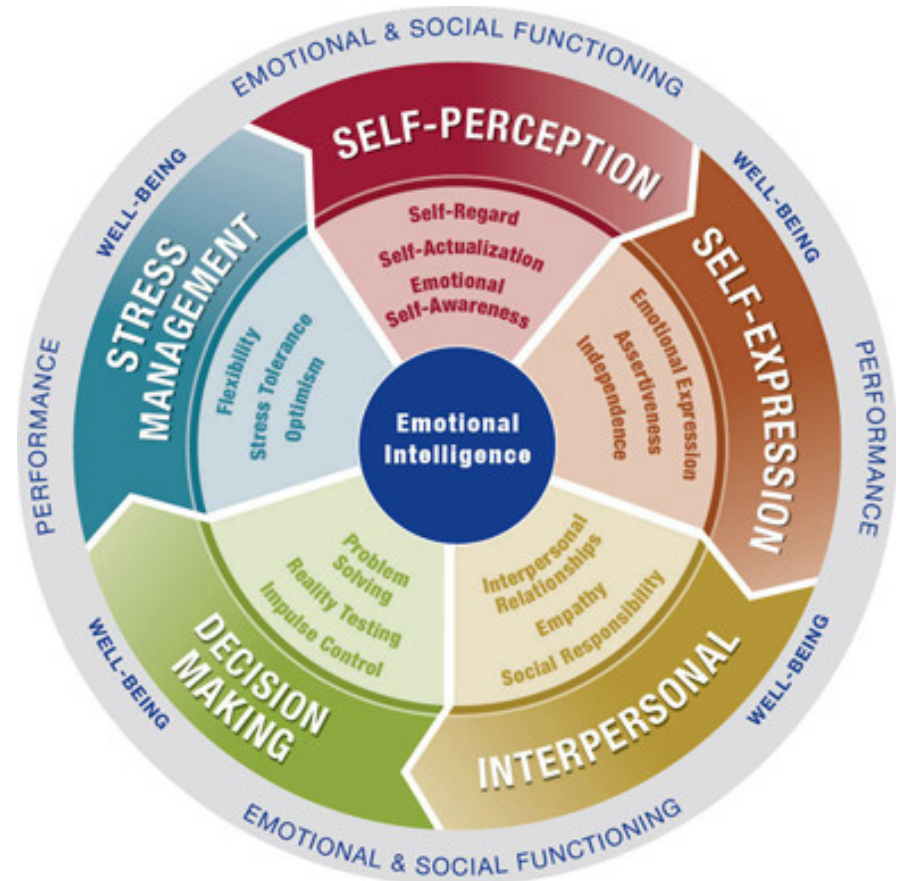 EMOTIONAL & SOCIAL FUNCTIONING
WELL-BEING
PERFORMANCE
WELL-BEING
EMOTIONAL & SOCIAL FUNCTIONING
WELL-BEING
PERFORMANCE
WELL-BEING
SELF-PERCEPTION
Self-Regard
Self-Actualization
Emotional
Self-Awareness
SELF-EXPRESSION
Emotional Expression
Assertiveness
Independence
INTERPERSONAL
Interpersonal
Relationships
Empathy
Social Responsibility
DECISION
MAKING
Problem
Solving
Reality Testing
Impulse Control
STRESS
MANAGEMENT
Flexibility
Stress Tolerance
Optimism
Emotional
Intelligence